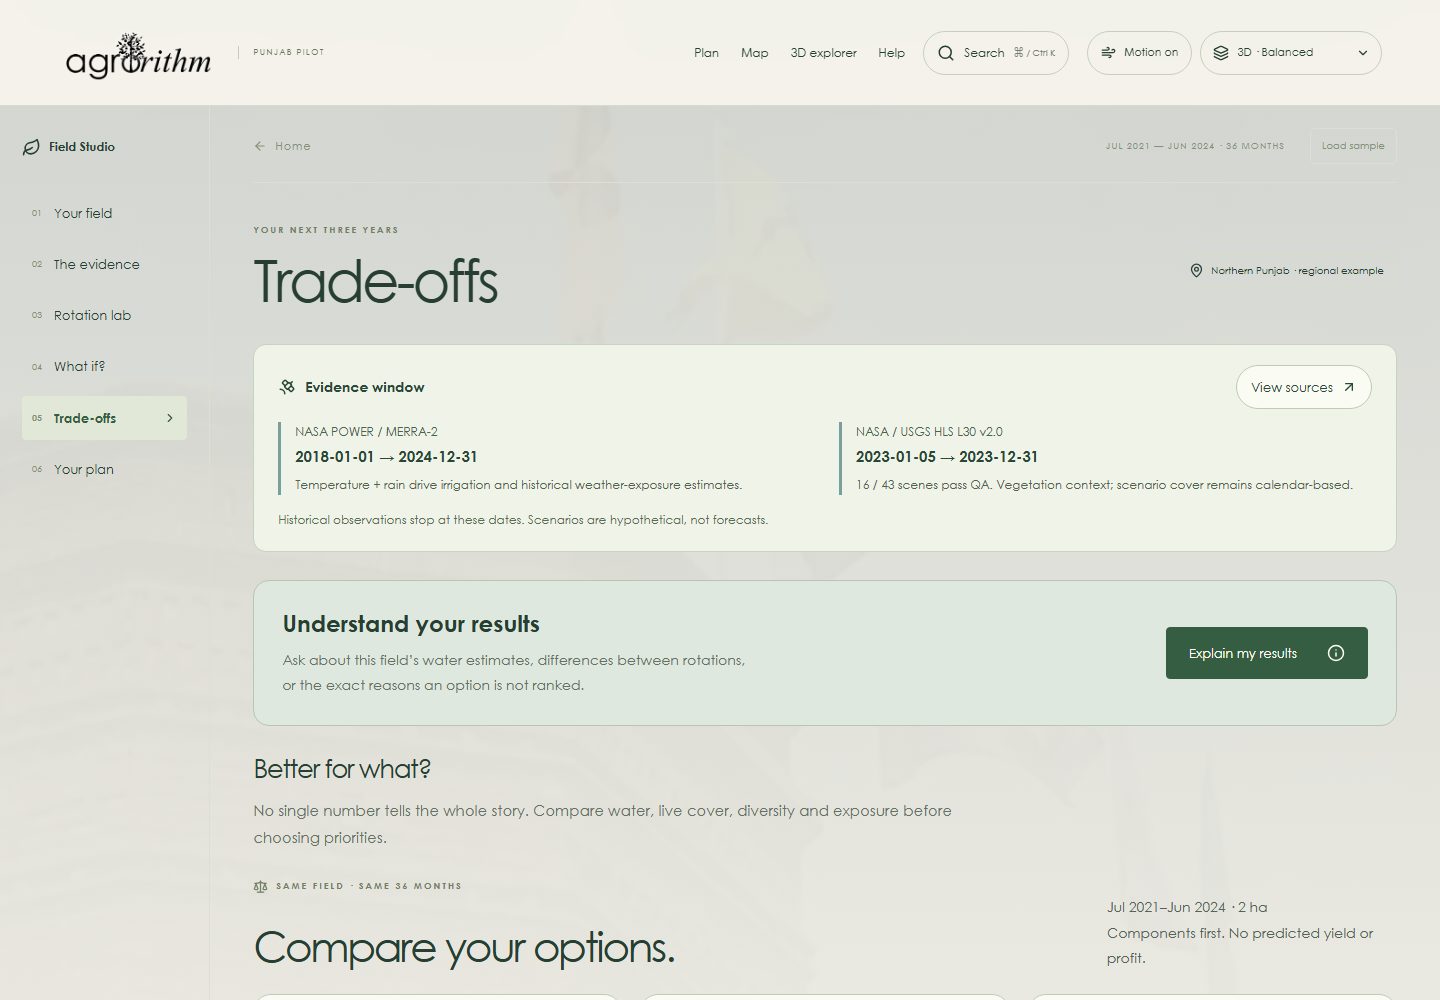 agrorithm
PUNJAB PILOT
Plan
Map
3D explorer
Help
Search ⌘ / Ctrl K
Motion on
3D · Balanced
Field Studio
01 Your field
02 The evidence
03 Rotation lab
04 What if?
05 Trade-offs
06 Your plan
← Home
JUL 2021 — JUN 2024 · 36 MONTHS
Load sample
YOUR NEXT THREE YEARS
Trade-offs
Northern Punjab · regional example
Evidence window
View sources
NASA POWER / MERRA-2
2018-01-01 → 2024-12-31
Temperature + rain drive irrigation and historical weather-exposure estimates.
NASA / USGS HLS L30 v2.0
2023-01-05 → 2023-12-31
16 / 43 scenes pass QA. Vegetation context; scenario cover remains calendar-based.
Historical observations stop at these dates. Scenarios are hypothetical, not forecasts.
Understand your results
Ask about this field’s water estimates, differences between rotations,
or the exact reasons an option is not ranked.
Explain my results
Better for what?
No single number tells the whole story. Compare water, live cover, diversity and exposure before
choosing priorities.
SAME FIELD · SAME 36 MONTHS
Compare your options.
Jul 2021–Jun 2024 · 2 ha
Components first. No predicted yield or
profit.